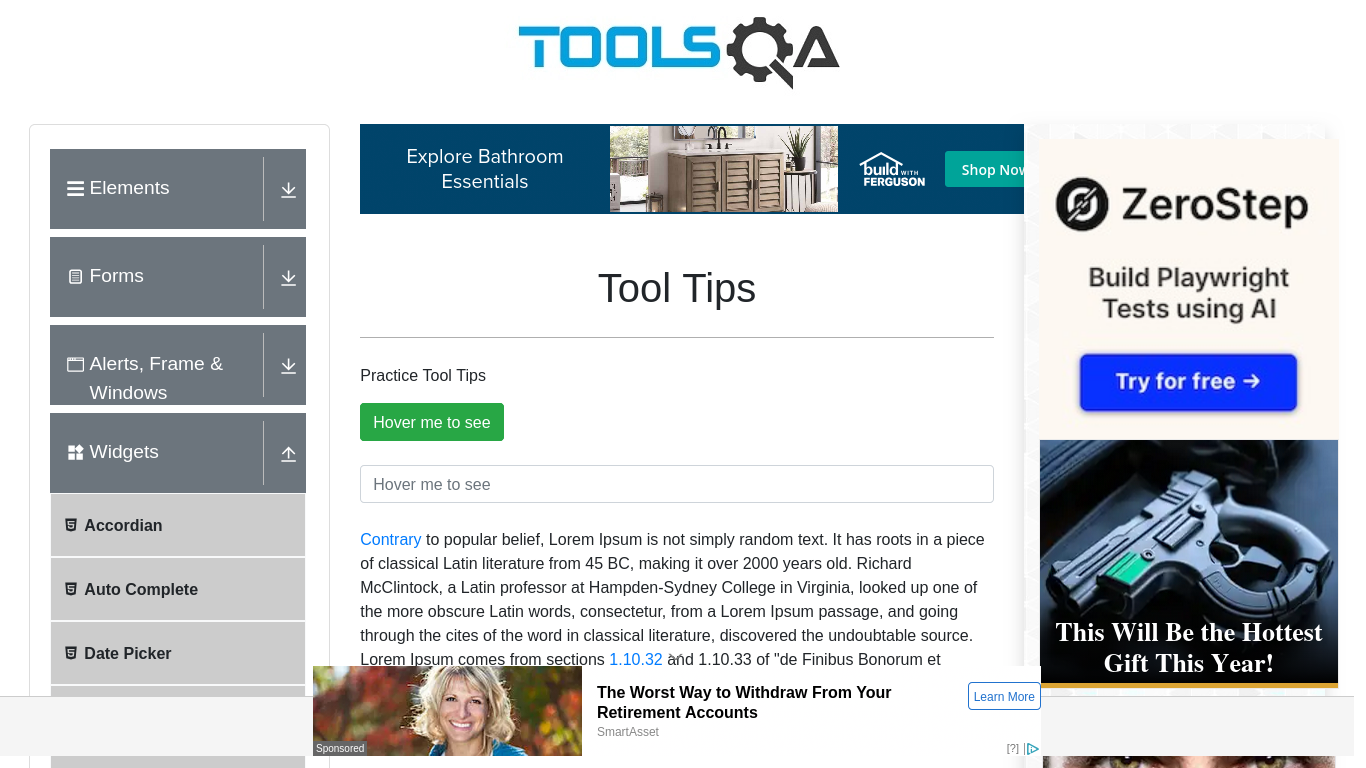 TOOLSQA
Elements
Forms
Alerts, Frame &
Windows
Widgets
Accordian
Auto Complete
Date Picker
Explore Bathroom
Essentials
build WITH
FERGUSON
Shop Now
Tool Tips
Practice Tool Tips
Hover me to see
Hover me to see
Contrary to popular belief, Lorem Ipsum is not simply random text. It has roots in a piece
of classical Latin literature from 45 BC, making it over 2000 years old. Richard
McClintock, a Latin professor at Hampden-Sydney College in Virginia, looked up one of
the more obscure Latin words, consectetur, from a Lorem Ipsum passage, and going
through the cites of the word in classical literature, discovered the undoubtable source.
Lorem Ipsum comes from sections 1.10.32 and 1.10.33 of "de Finibus Bonorum et
ZeroStep
Build Playwright
Tests using AI
Try for free →
This Will Be the Hottest
Gift This Year!
Sponsored
The Worst Way to Withdraw From Your
Retirement Accounts
SmartAsset
Learn More
[?]